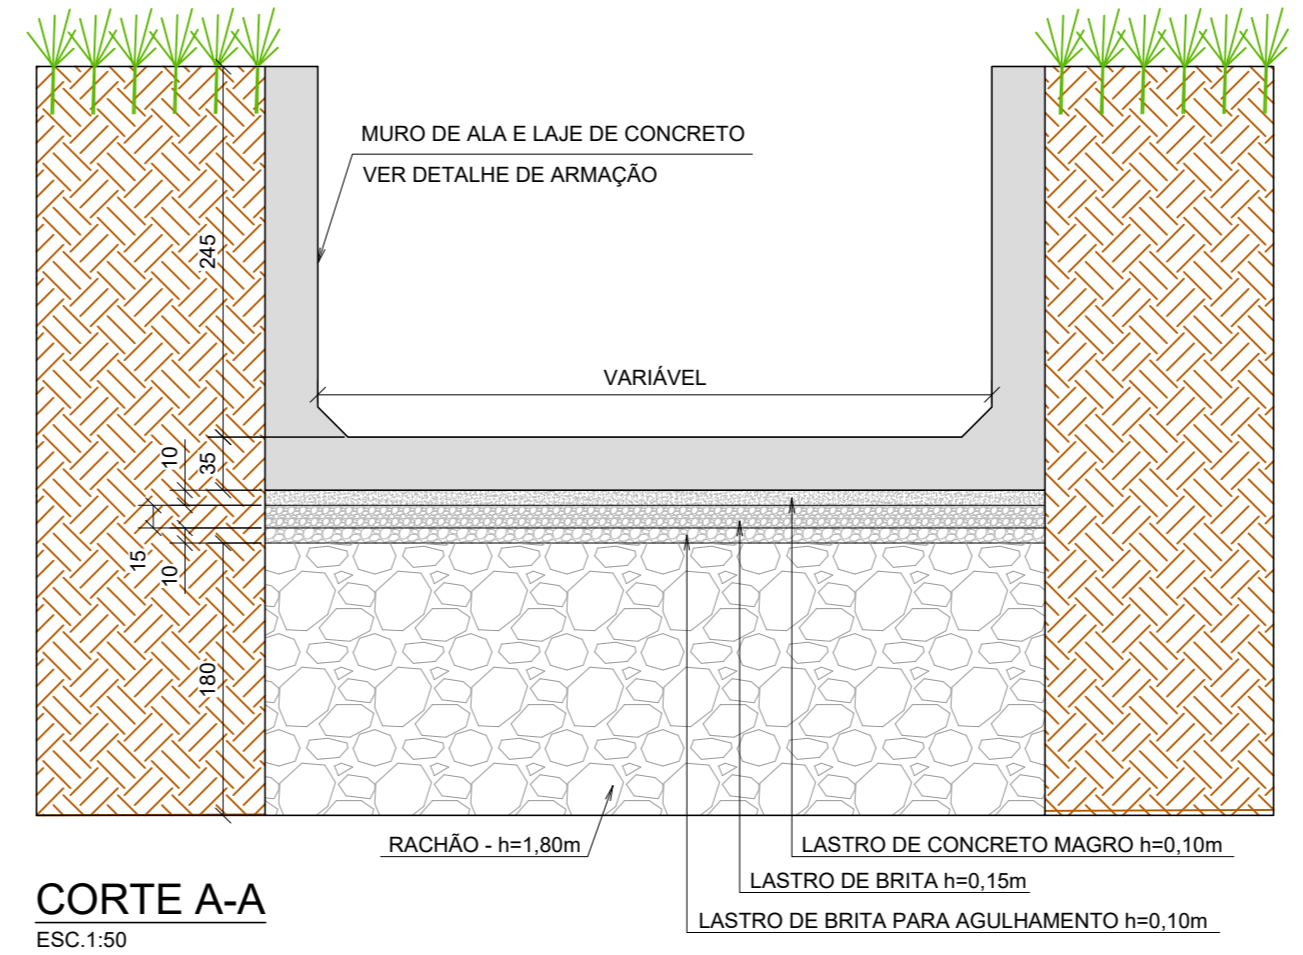 MURO DE ALA E LAJE DE CONCRETO
VER DETALHE DE ARMAÇÃO
245
VARIÁVEL
10
35
15
10
180
RACHÃO - h=1,80m
LASTRO DE CONCRETO MAGRO h=0,10m
LASTRO DE BRITA h=0,15m
LASTRO DE BRITA PARA AGULHAMENTO h=0,10m
CORTE A-A
ESC.1:50